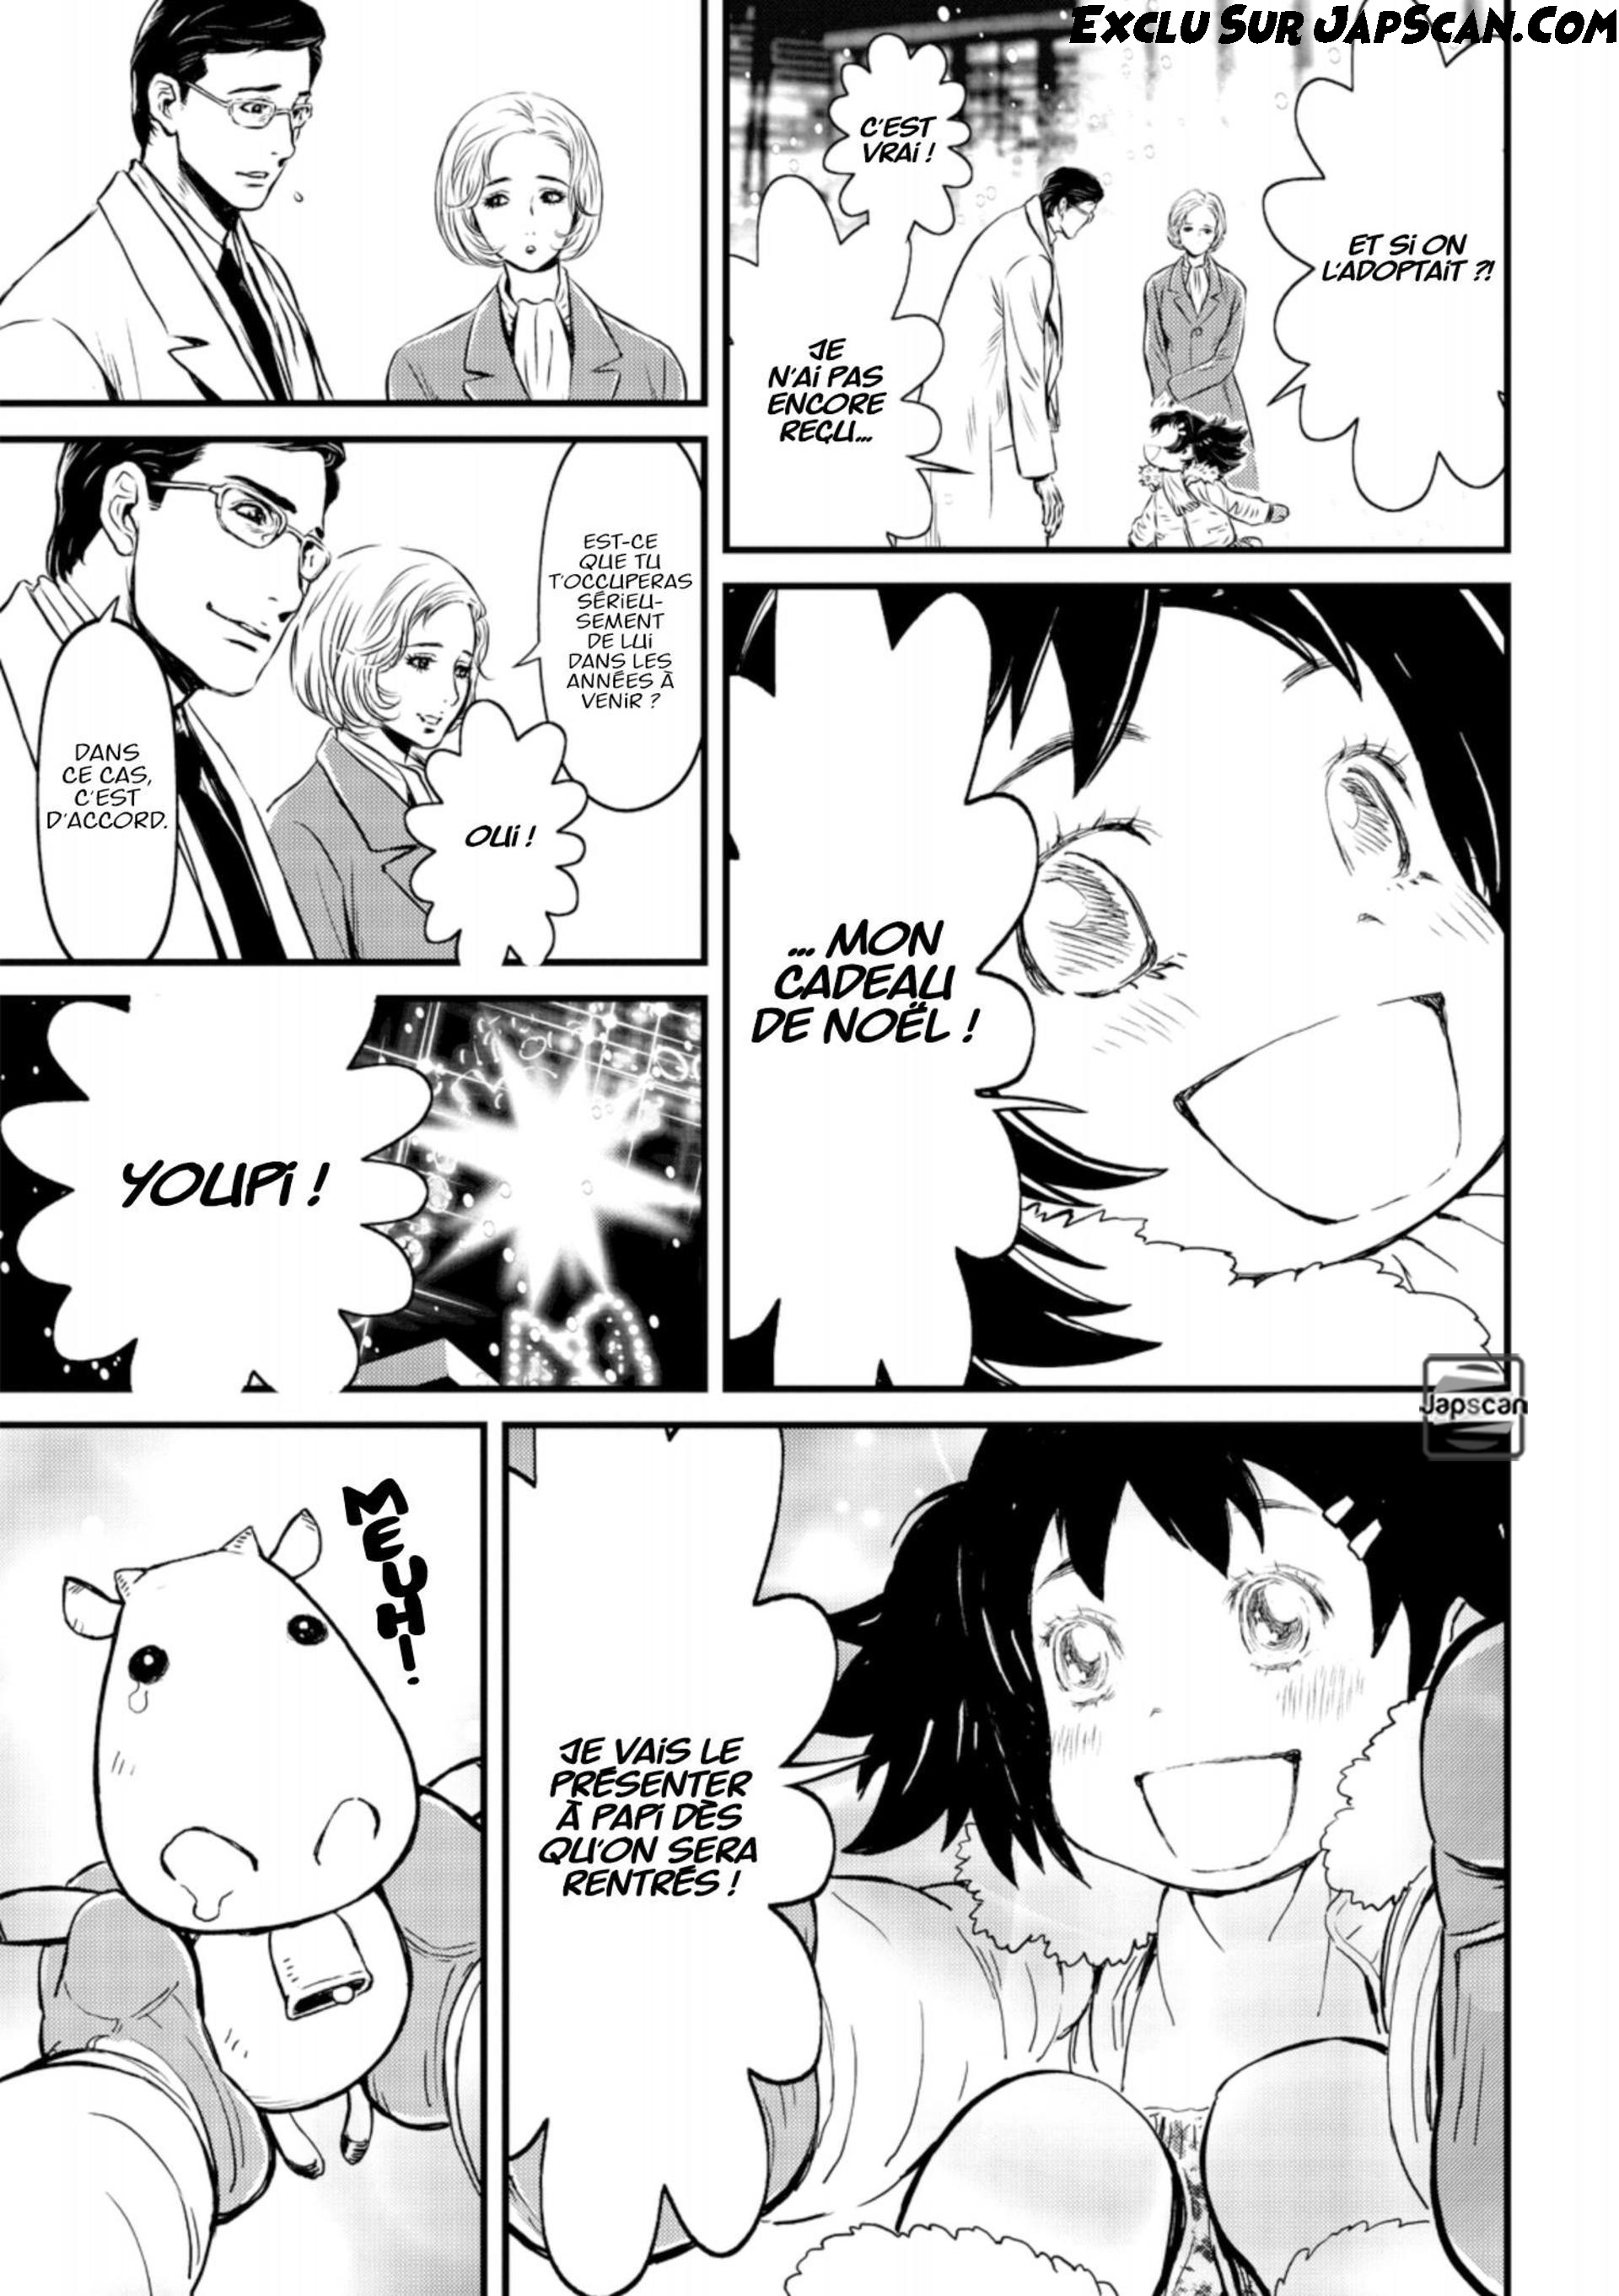 EXCLU SUR JAPSCAN.COM
ET SI ON
L'ADOPTAIT ?!
C'EST
VRAI !
JE
N'AI PAS
ENCORE
REÇU...
... MON
CADEAU
DE NOËL !
EST-CE
QUE TU
T'OCCUPERAS
SÉRIEU-
SEMENT
DE LUI
DANS LES
ANNÉES À
VENIR ?
OUI !
DANS
CE CAS,
C'EST
D'ACCORD.
YOUPI !
Japscan
JE VAIS LE
PRÉSENTER
À PAPI DÈS
QU'ON SERA
RENTRÉS !
MEUH!